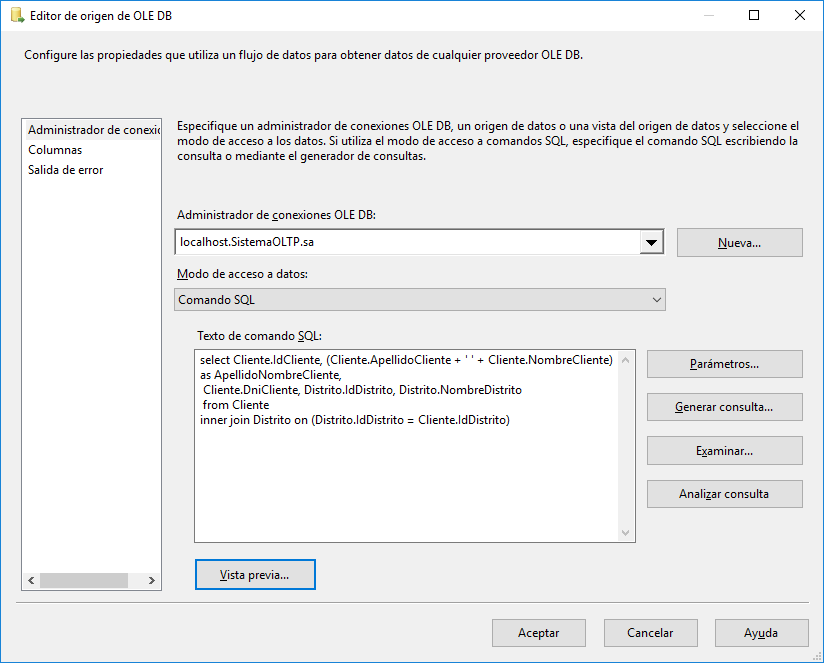 Editor de origen de OLE DB
Configure las propiedades que utiliza un flujo de datos para obtener datos de cualquier proveedor OLE DB.
Administrador de conexic
Columnas
Salida de error
Especifique un administrador de conexiones OLE DB, un origen de datos o una vista del origen de datos y seleccione el
modo de acceso a los datos. Si utiliza el modo de acceso a comandos SQL, especifique el comando SQL escribiendo la
consulta o mediante el generador de consultas.
Administrador de conexiones OLE DB:
localhost.SistemaOLTP.sa
Nueva...
Modo de acceso a datos:
Comando SQL
Texto de comando SQL:
select Cliente.IdCliente, (Cliente.ApellidoCliente + ' ' + Cliente.NombreCliente)
as ApellidoNombreCliente,
Cliente.DniCliente, Distrito.IdDistrito, Distrito.NombreDistrito
from Cliente
inner join Distrito on (Distrito.IdDistrito = Cliente.IdDistrito)
Parámetros...
Generar consulta...
Examinar...
Analizar consulta
Vista previa...
Aceptar
Cancelar
Ayuda